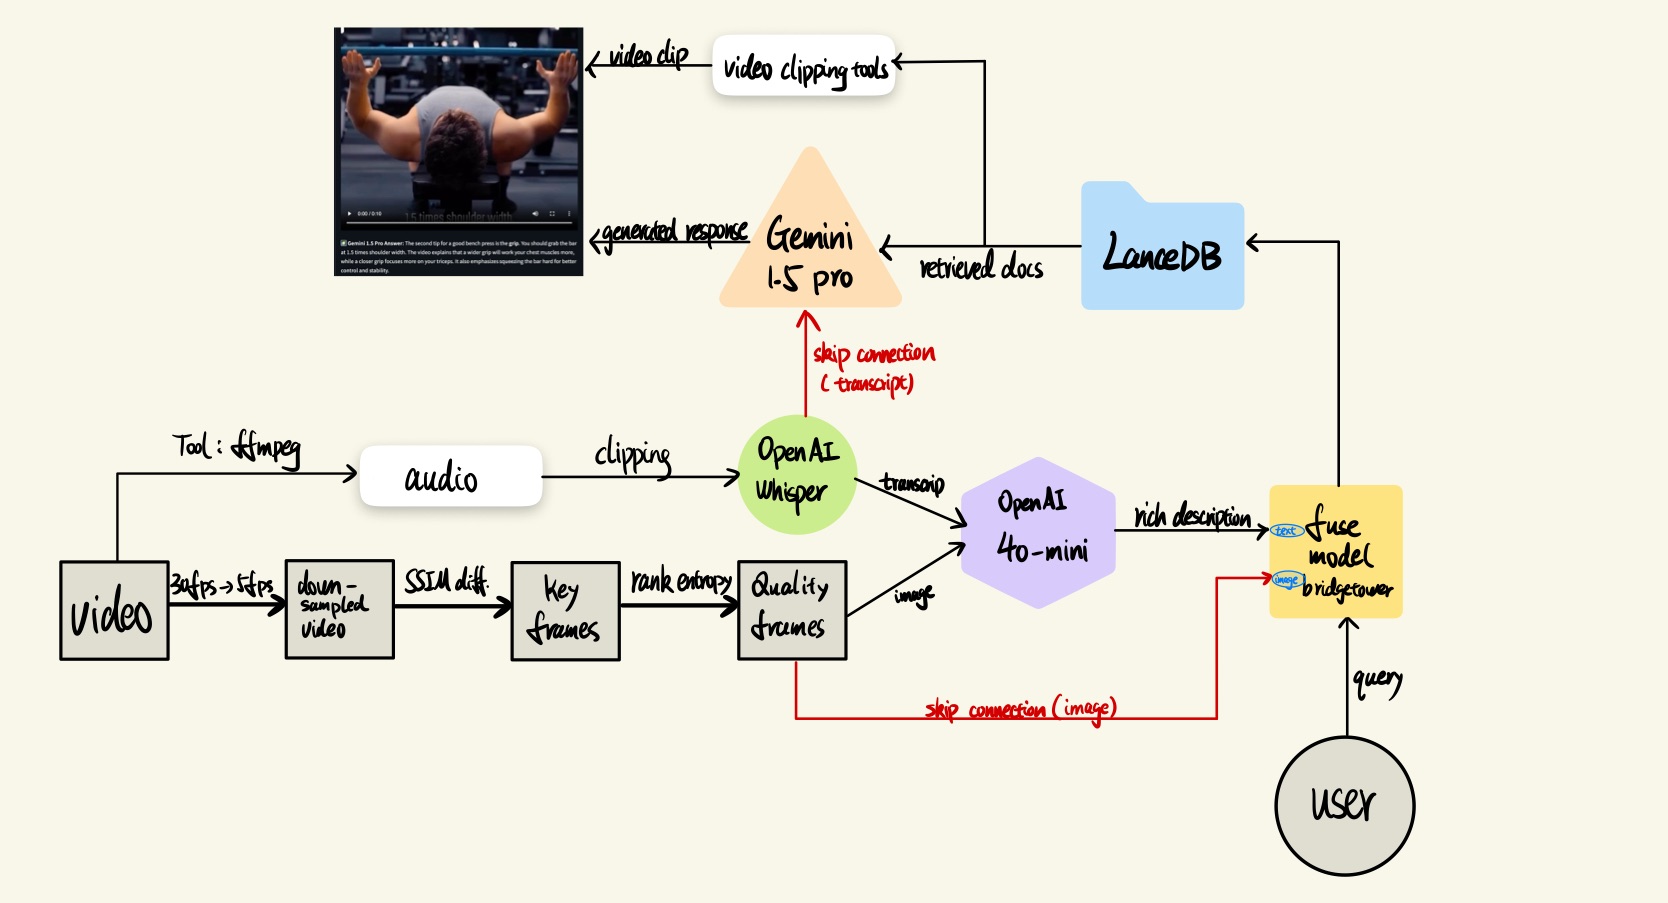 video clip
video clipping tools
1.5 times shoulder width
0:00 / 0:16
Gemini 1.5 Pro Answer: The second tip for a good bench press is the grip. You should grab the bar
at 1.5 times shoulder width. The video explains that a wider grip will work your chest muscles more,
while a closer grip focuses more on your triceps. It also emphasizes squeezing the bar hard for better
control and stability.
generated response
Gemini
1.5 pro
retrieved docs
LanceDB
skip connection
(transcript)
Tool: ffmpeg
audio
clipping
OpenAI
Whisper
transcrip
OpenAI
4o-mini
rich description
text
fuse
model
image
bridgetower
video
30fps→5fps
down-
sampled
video
SSIM diff.
Key
frames
rank entropy
Quality
frames
image
skip connection (image)
query
user